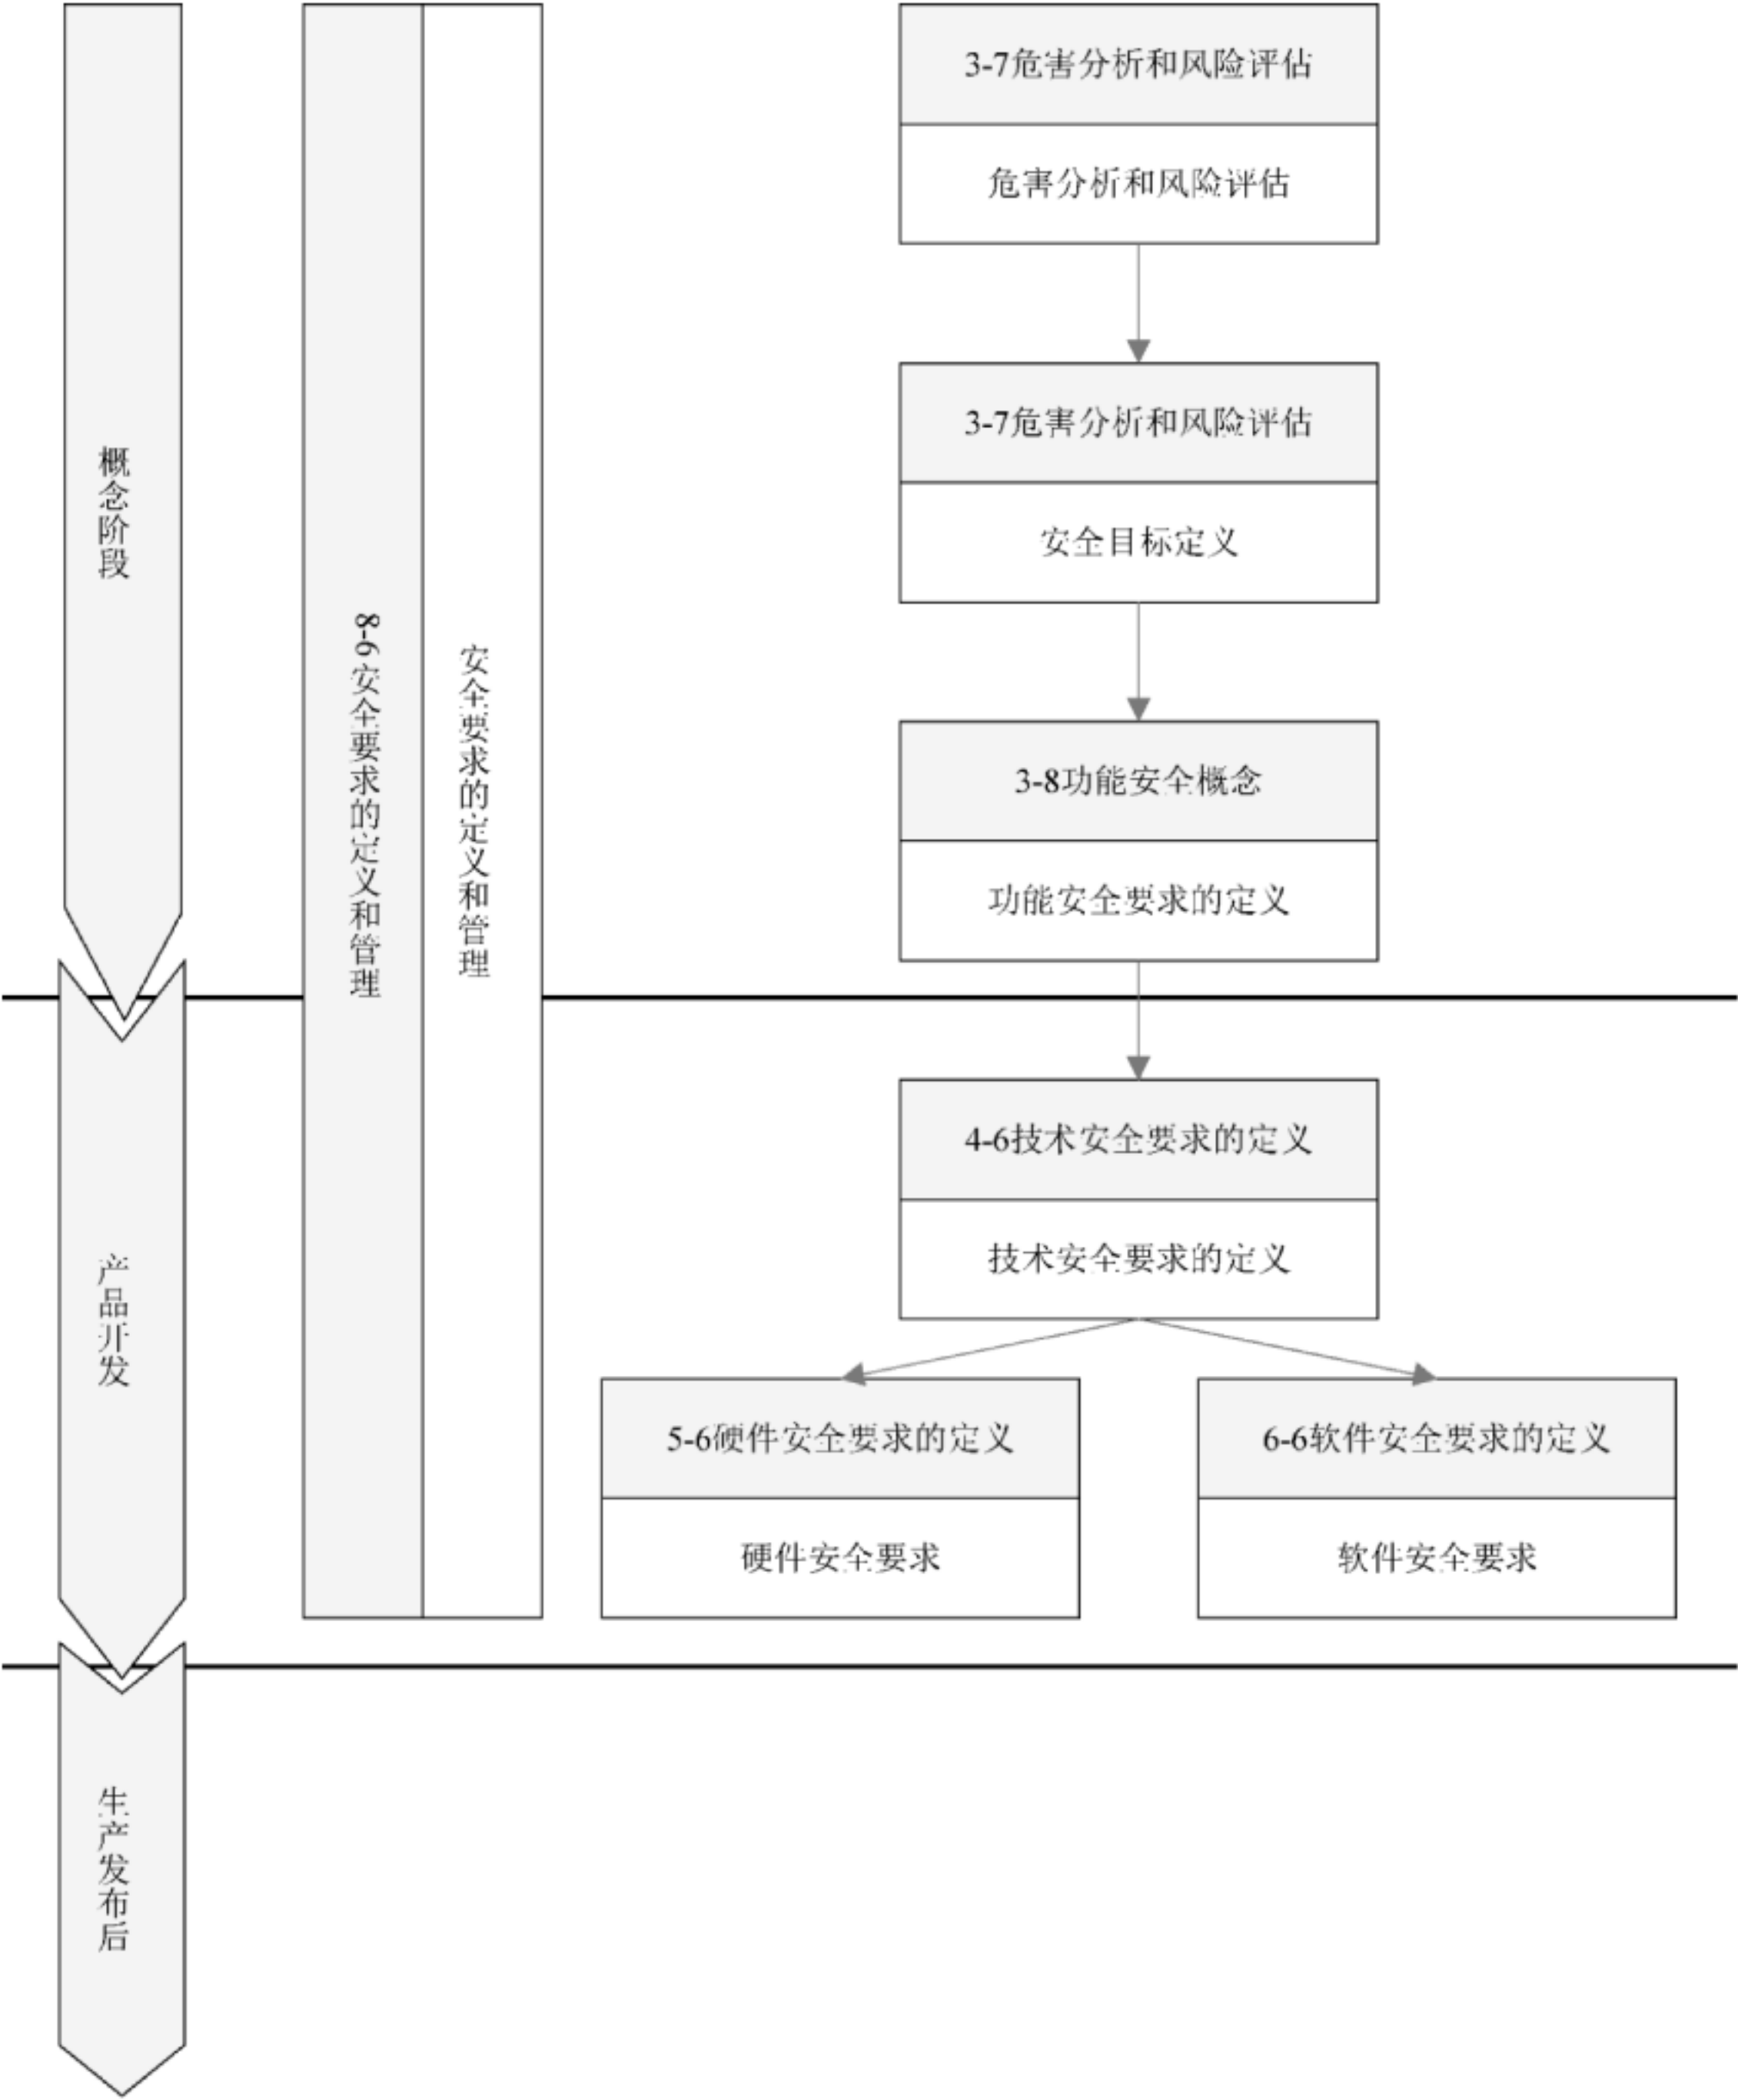 概念阶段
产品开发
生产发布后
8-6安全要求的定义和管理
安全要求的定义和管理
3-7危害分析和风险评估
危害分析和风险评估
3-7危害分析和风险评估
安全目标定义
3-8功能安全概念
功能安全要求的定义
4-6技术安全要求的定义
技术安全要求的定义
5-6硬件安全要求的定义
硬件安全要求
6-6软件安全要求的定义
软件安全要求